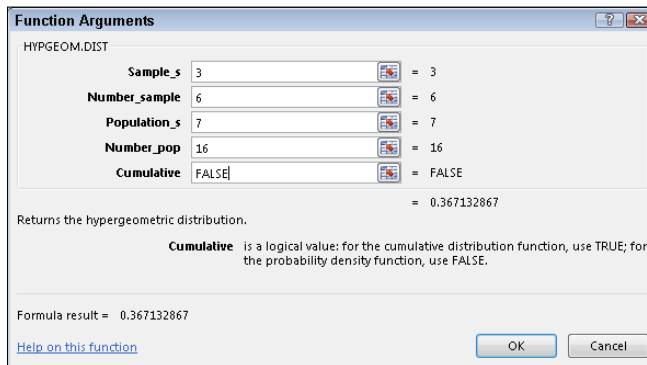 Function Arguments
HYPGEOM.DIST
Sample_s 3 = 3
Number_sample 6 = 6
Population_s 7 = 7
Number_pop 16 = 16
Cumulative FALSE = FALSE
= 0.367132867
Returns the hypergeometric distribution.
Cumulative is a logical value: for the cumulative distribution function, use TRUE; for
the probability density function, use FALSE.
Formula result = 0.367132867
Help on this function
OK Cancel